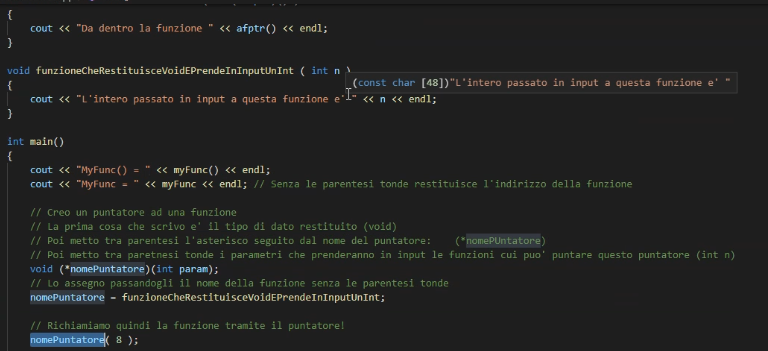 {
cout << "Da dentro la funzione " << afptr() << endl;
}
void funzioneCheRestituisceVoidEPrendeInInputUnInt ( int n )
(const char [48])"L'intero passato in input a questa funzione e' "
{
cout << "L'intero passato in input a questa funzione e' " << n << endl;
}
int main()
{
cout << "MyFunc() = " << myFunc() << endl;
cout << "MyFunc = " << myFunc << endl; // Senza le parentesi tonde restituisce l'indirizzo della funzione
// Creo un puntatore ad una funzione
// La prima cosa che scrivo e' il tipo di dato restituito (void)
// Poi metto tra parentesi l'asterisco seguito dal nome del puntatore: (*nomePUntatore)
// Poi metto tra paretnesi tonde i parametri che prenderanno in input le funzioni cui puo' puntare questo puntatore (int n)
void (*nomePuntatore)(int param);
// Lo assegno passandogli il nome della funzione senza le parentesi tonde
nomePuntatore = funzioneCheRestituisceVoidEPrendeInInputUnInt;
// Richiamiamo quindi la funzione tramite il puntatore!
nomePuntatore( 8 );